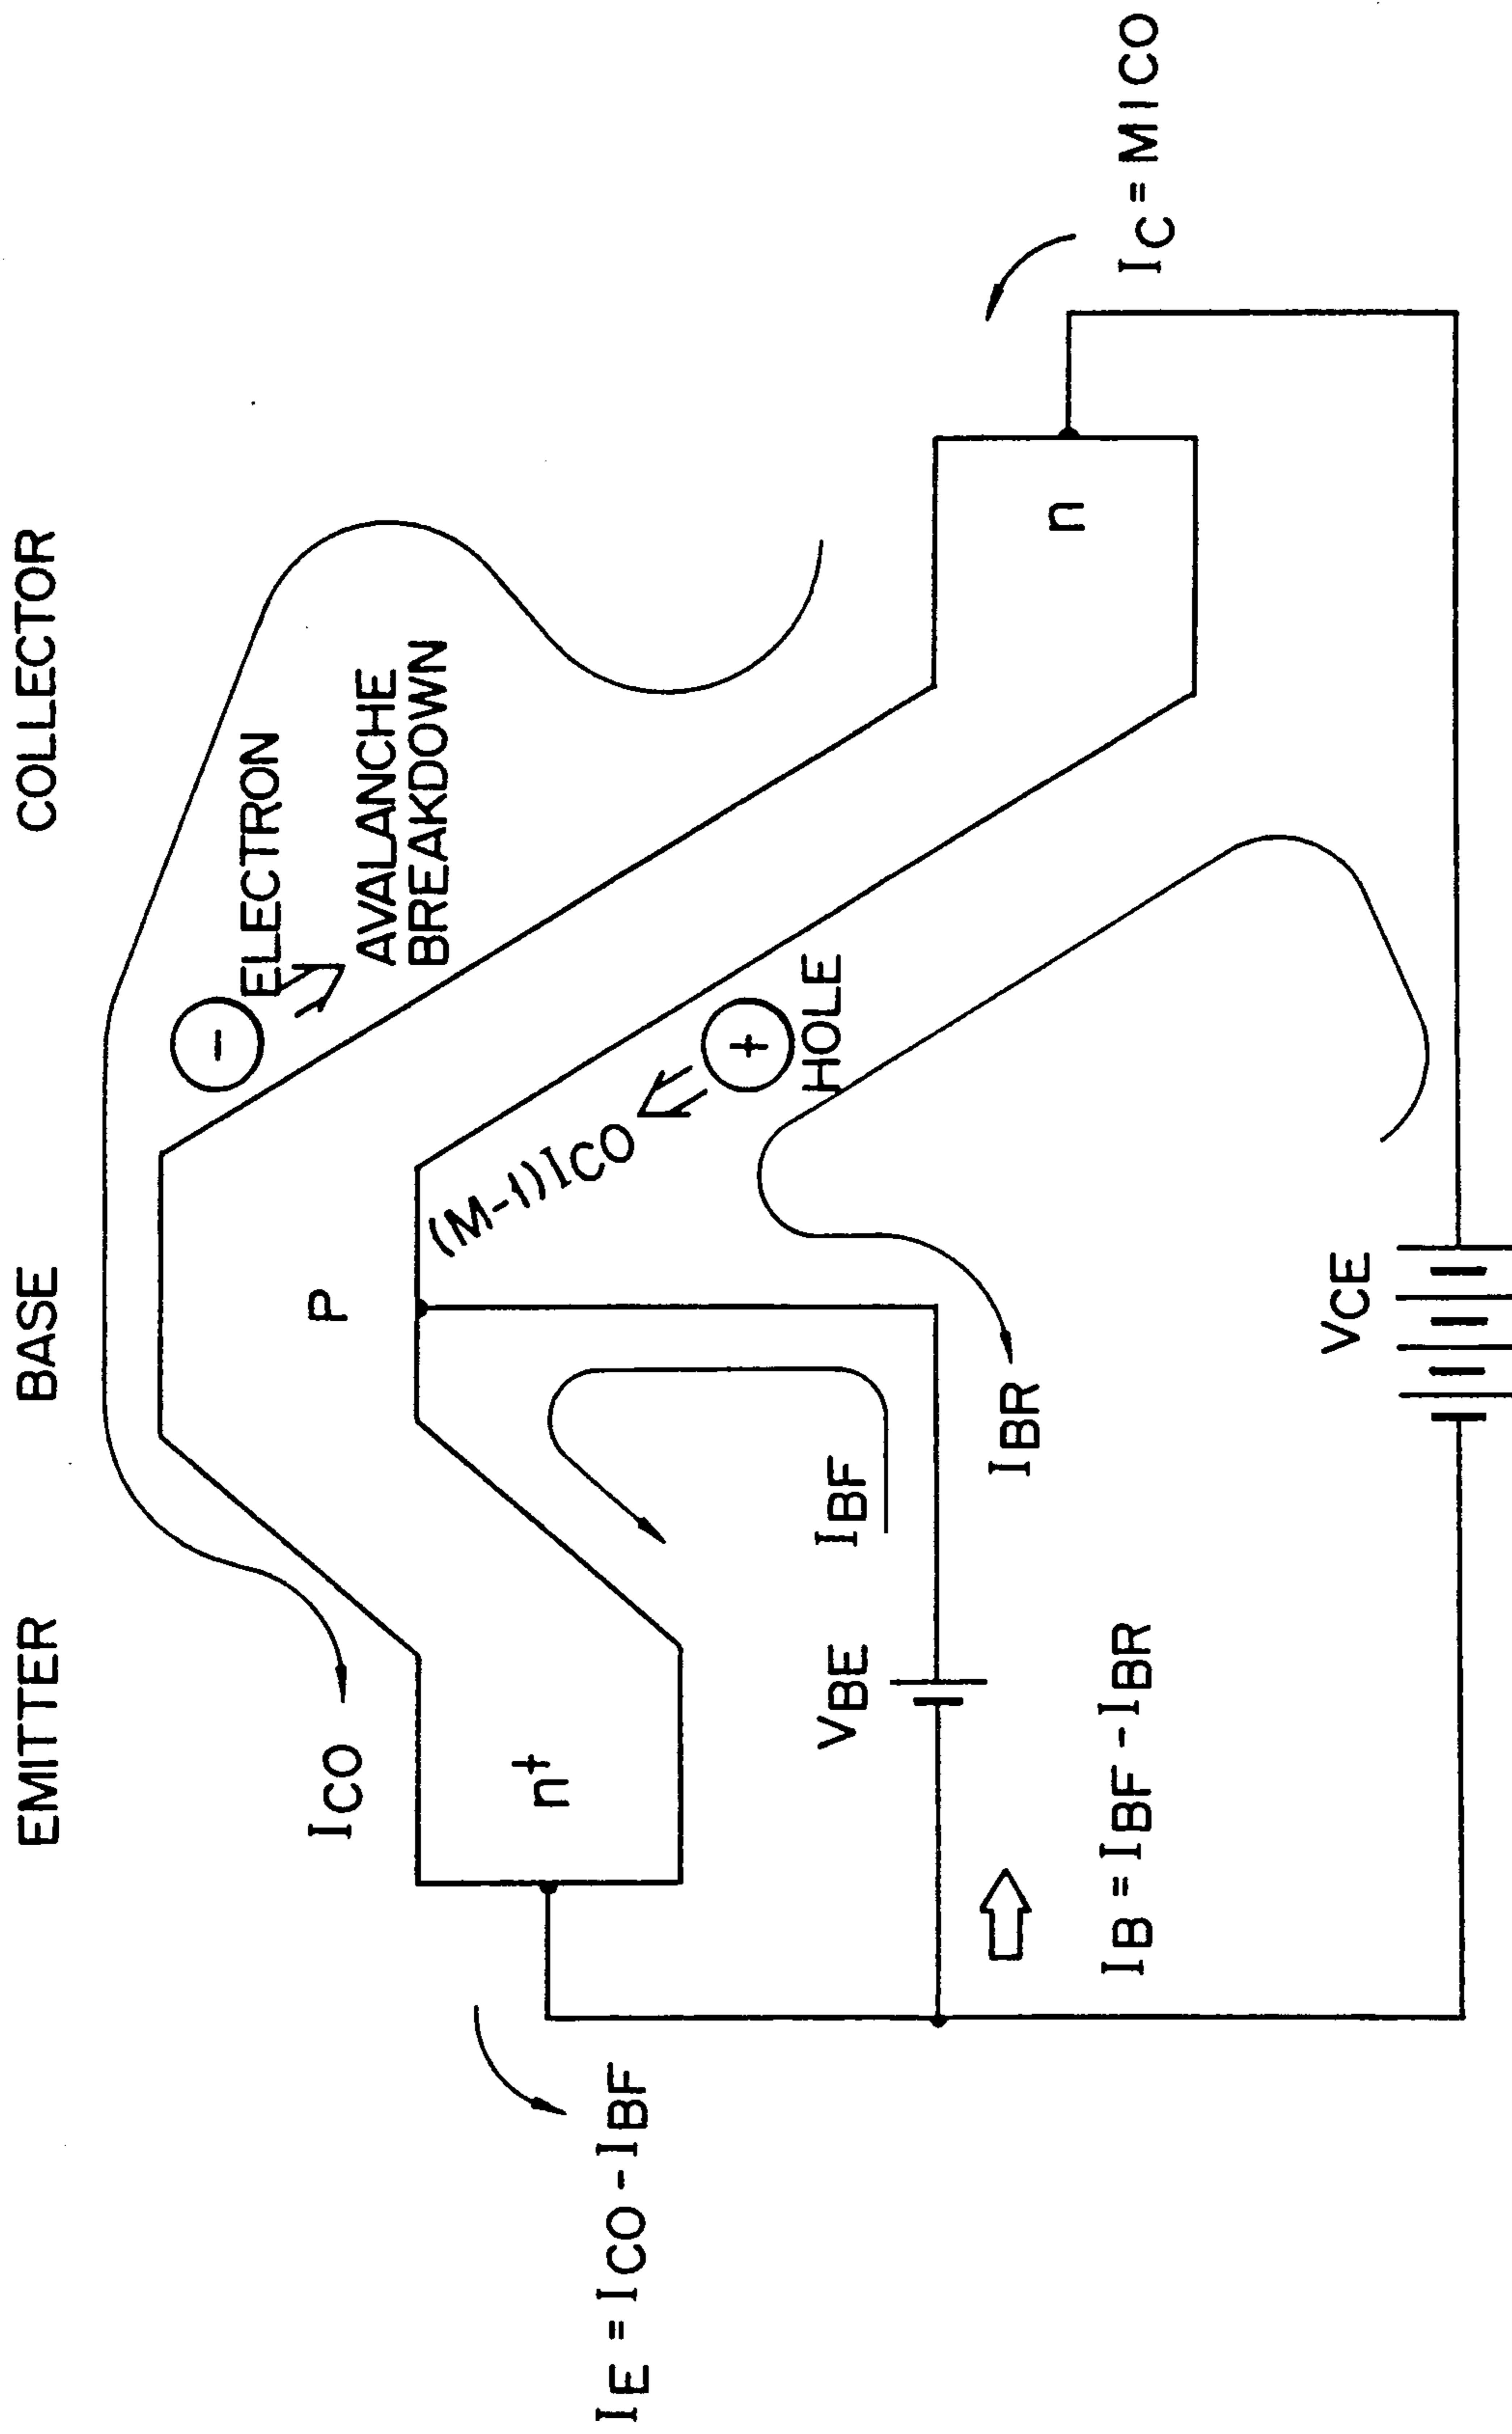 EMITTER BASE COLLECTOR
ICO
ELECTRON
−
AVALANCHE
BREAKDOWN
P
n+
(M-1)ICO
+
HOLE
n
IE = ICO - IBF
VBE
IBF
IBR
IC = MICO
IB = IBF - IBR
VCE